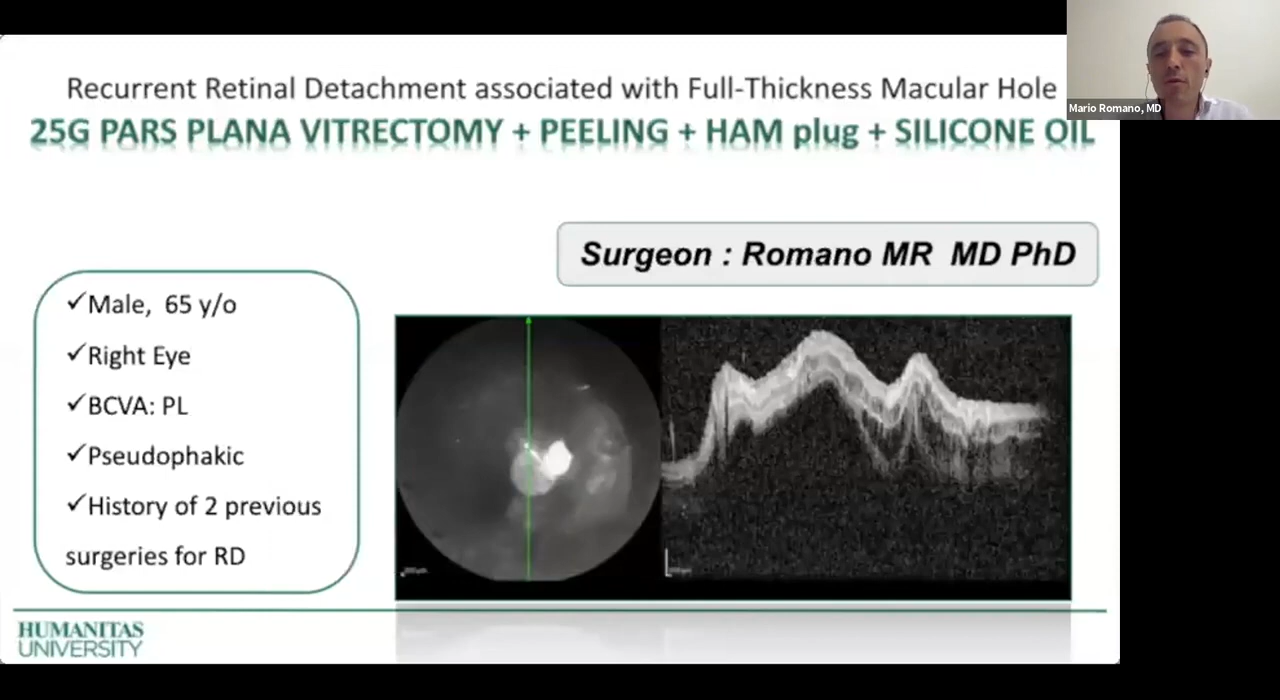 Recurrent Retinal Detachment associated with Full-Thickness Macular Hole
25G PARS PLANA VITRECTOMY + PEELING + HAM plug + SILICONE OIL
Mario Romano, MD
Surgeon : Romano MR MD PhD
✓Male, 65 y/o
✓Right Eye
✓BCVA: PL
✓Pseudophakic
✓History of 2 previous
surgeries for RD
HUMANITAS
UNIVERSITY